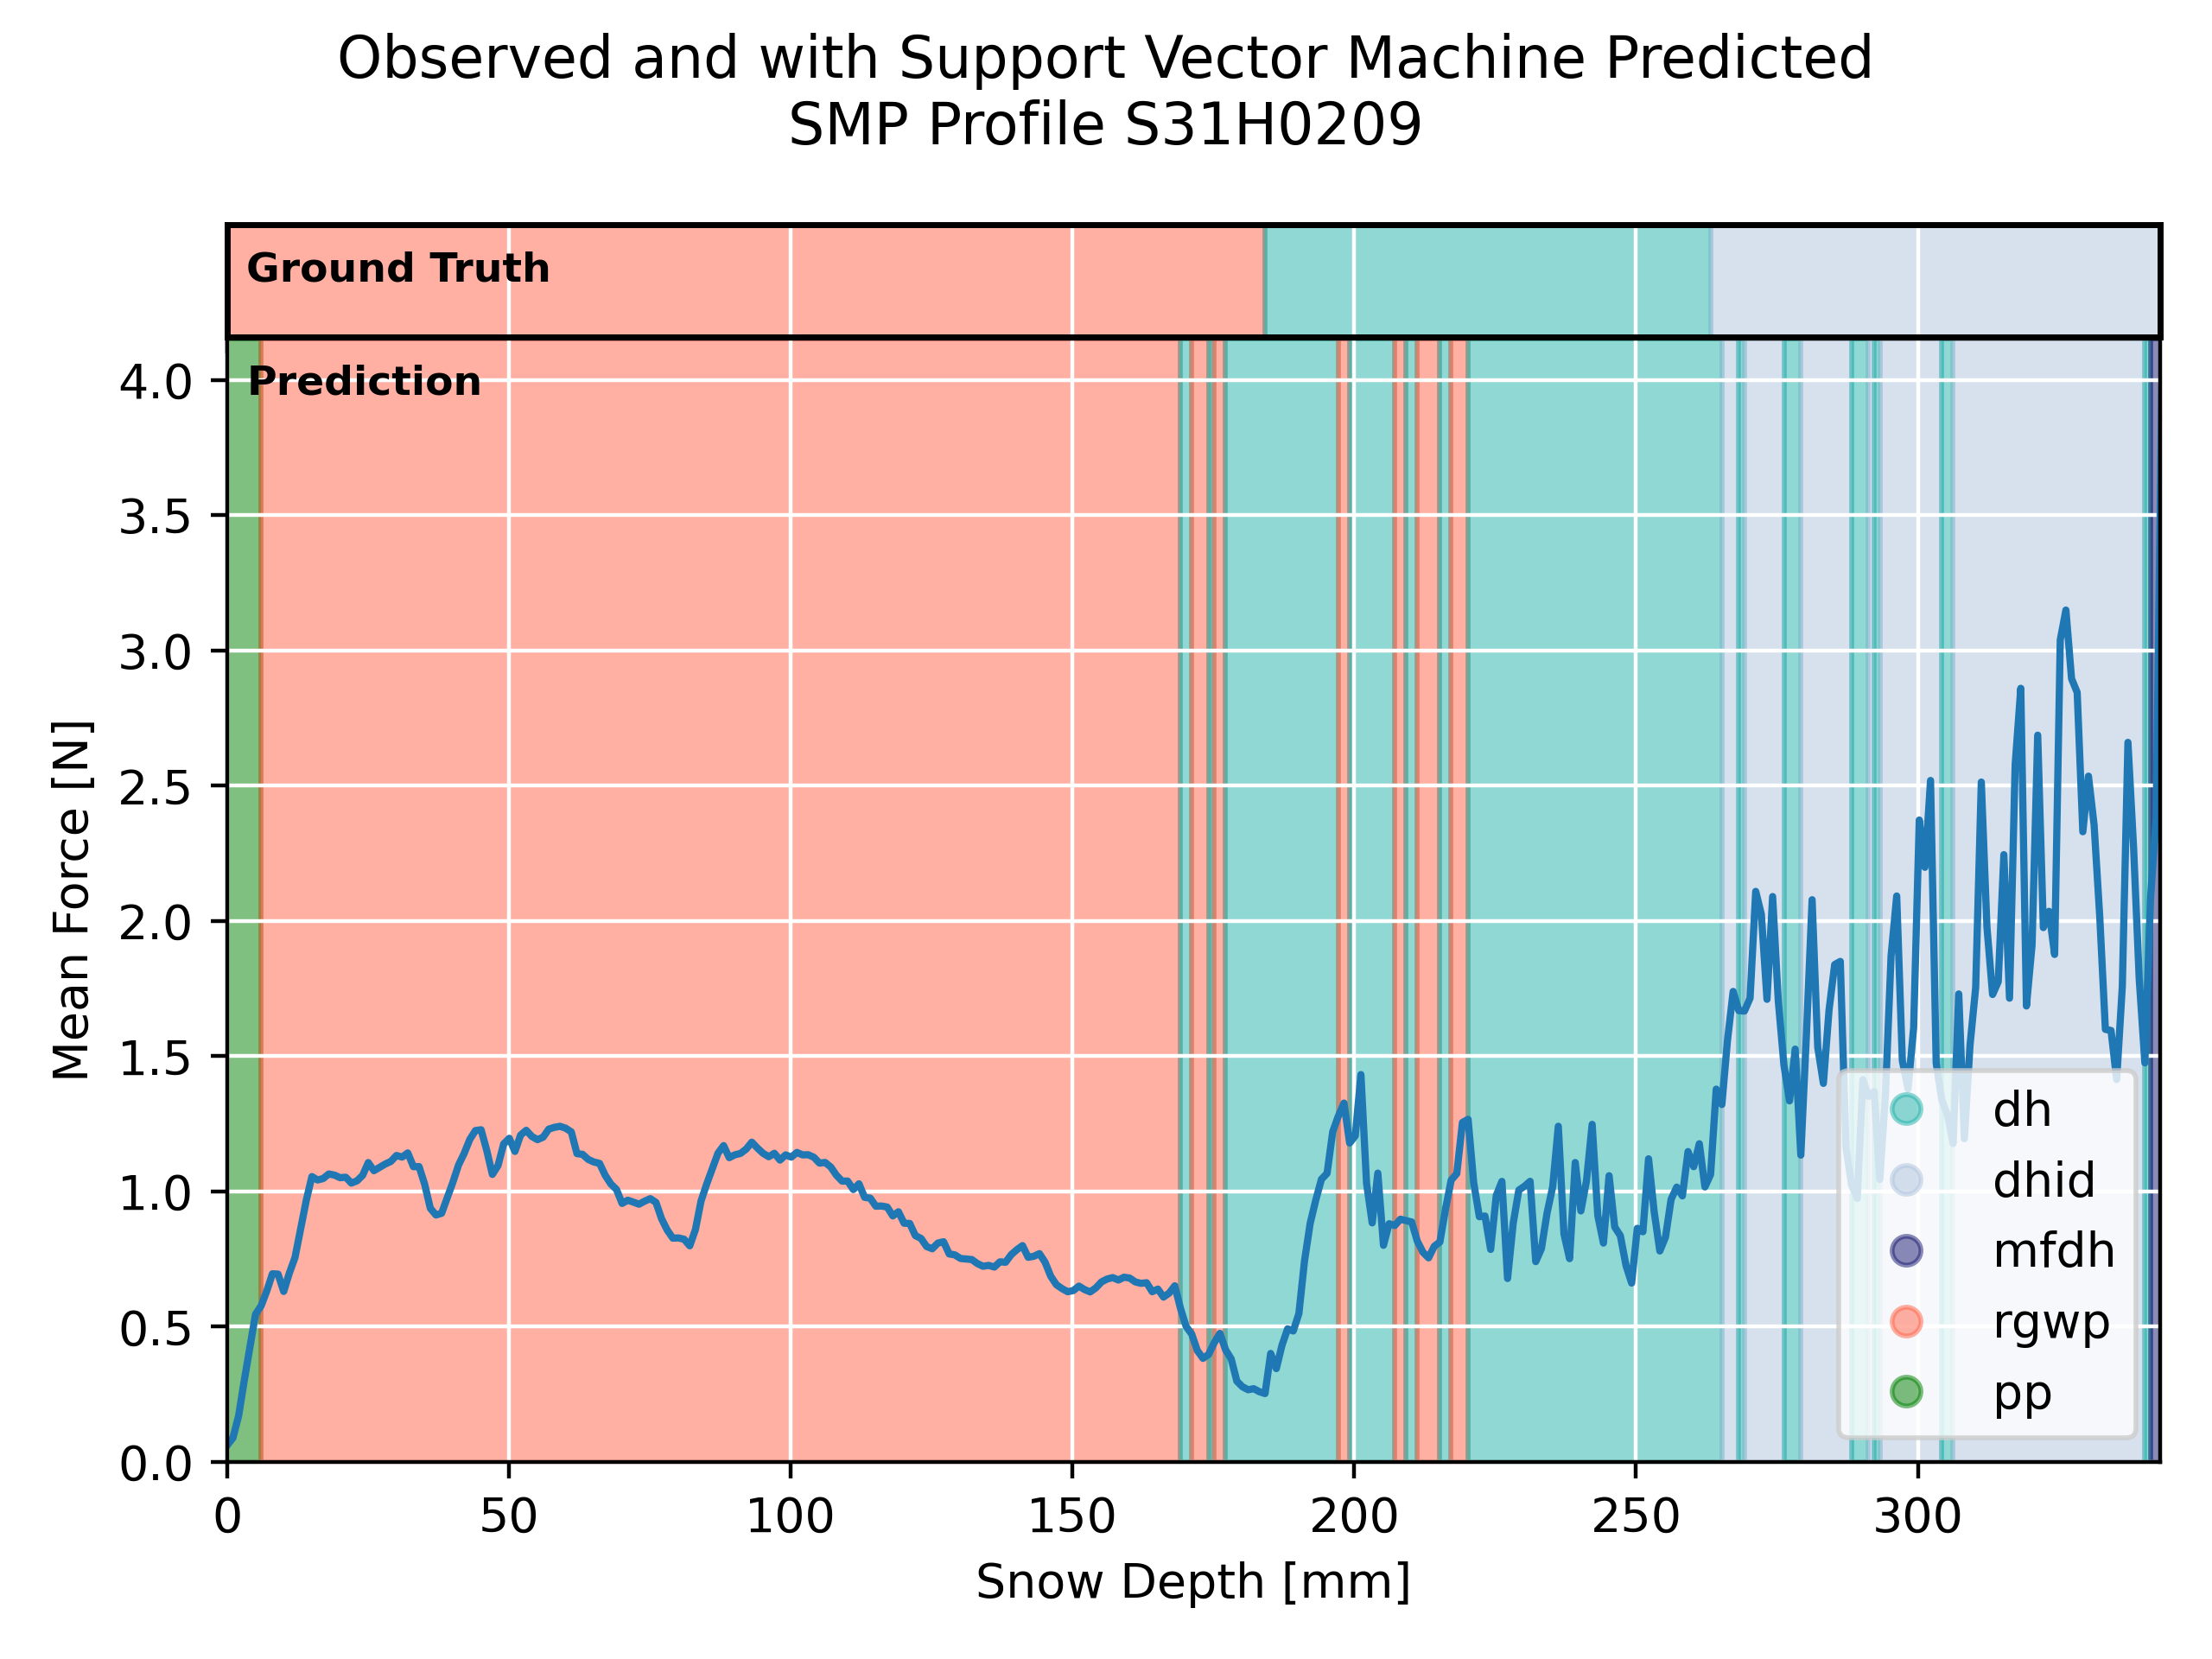 Observed and with Support Vector Machine Predicted
SMP Profile S31H0209
Ground Truth
Prediction
4.0
3.5
3.0
2.5
2.0
1.5
1.0
0.5
0.0
Mean Force [N]
0 50 100 150 200 250 300
Snow Depth [mm]
dh
dhid
mfdh
rgwp
pp